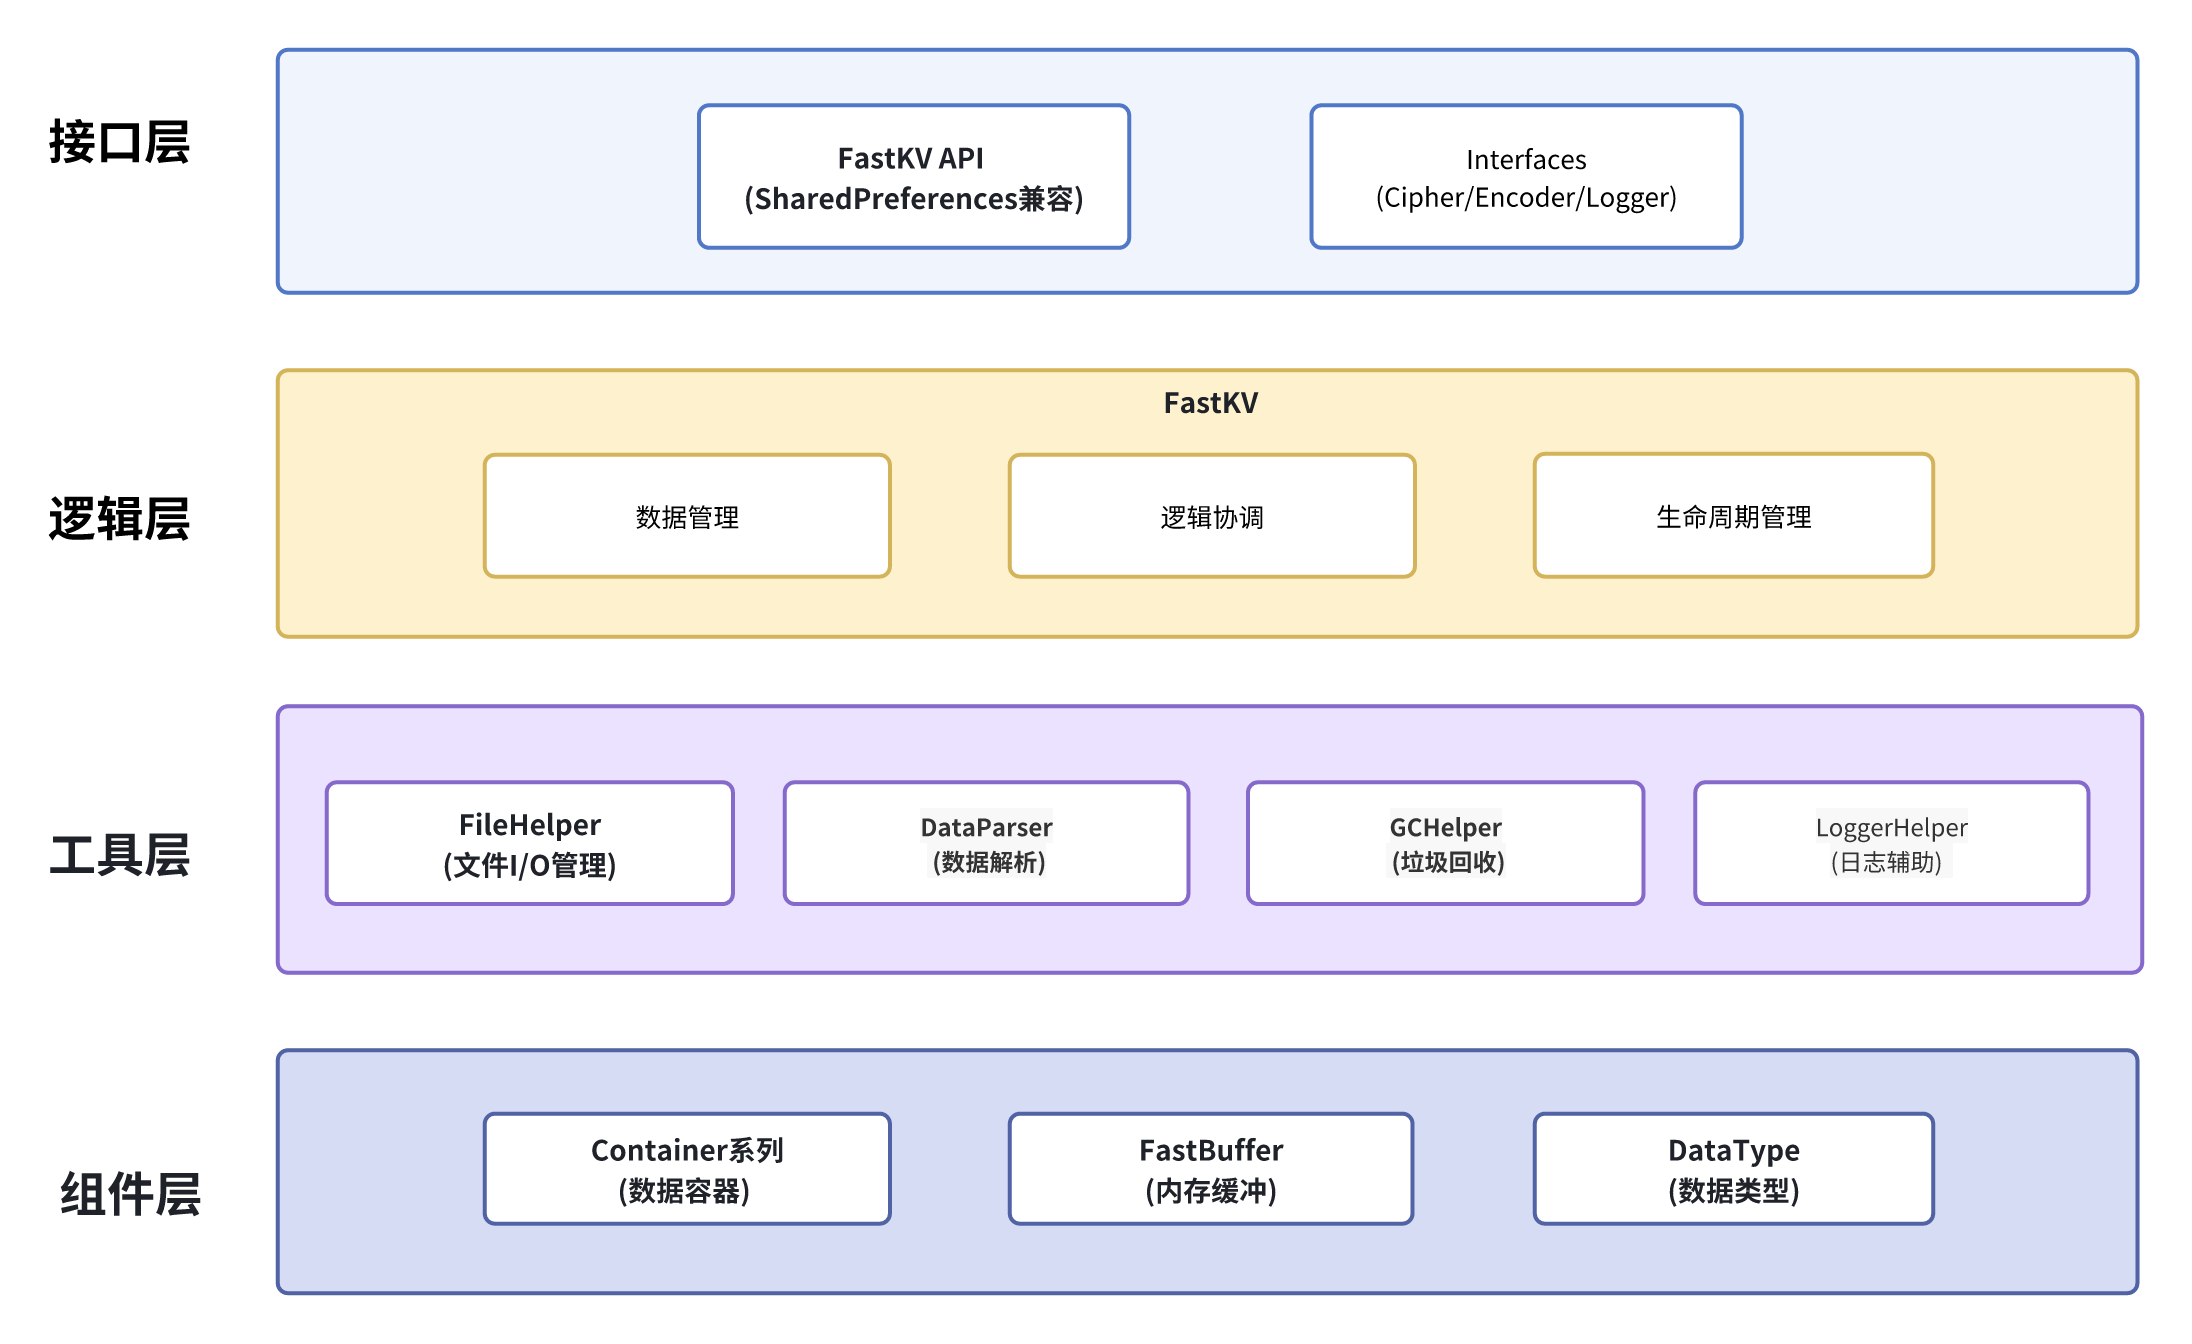 接口层
FastKV API
(SharedPreferences兼容)
Interfaces
(Cipher/Encoder/Logger)
逻辑层
FastKV
数据管理
逻辑协调
生命周期管理
工具层
FileHelper
(文件I/O管理)
DataParser
(数据解析)
GCHelper
(垃圾回收)
LoggerHelper
(日志辅助)
组件层
Container系列
(数据容器)
FastBuffer
(内存缓冲)
DataType
(数据类型)